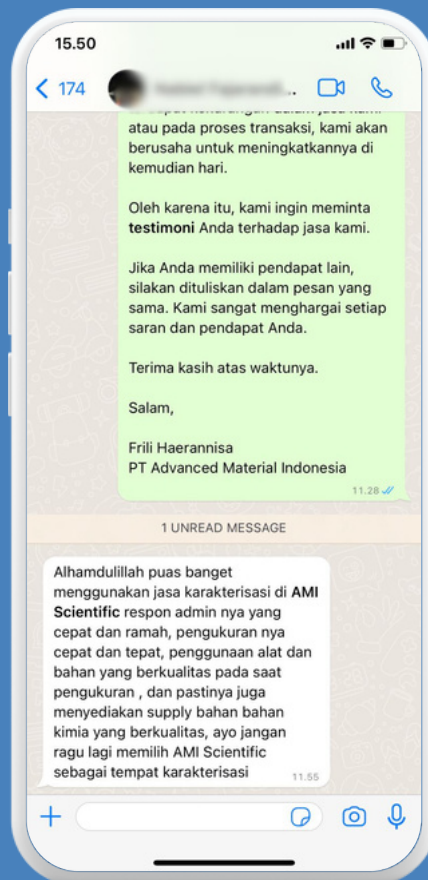 15.50
174
...
dalam jasa kami
atau pada proses transaksi, kami akan
berusaha untuk meningkatkannya di
kemudian hari.
Oleh karena itu, kami ingin meminta
testimoni Anda terhadap jasa kami.
Jika Anda memiliki pendapat lain,
silakan dituliskan dalam pesan yang
sama. Kami sangat menghargai setiap
saran dan pendapat Anda.
Terima kasih atas waktunya.
Salam,
Frili Haerannisa
PT Advanced Material Indonesia
11.28
1 UNREAD MESSAGE
Alhamdulillah puas banget
menggunakan jasa karakterisasi di AMI
Scientific respon admin nya yang
cepat dan ramah, pengukuran nya
cepat dan tepat, penggunaan alat dan
bahan yang berkualitas pada saat
pengukuran , dan pastinya juga
menyediakan supply bahan bahan
kimia yang berkualitas, ayo jangan
ragu lagi memilih AMI Scientific
sebagai tempat karakterisasi
11.55